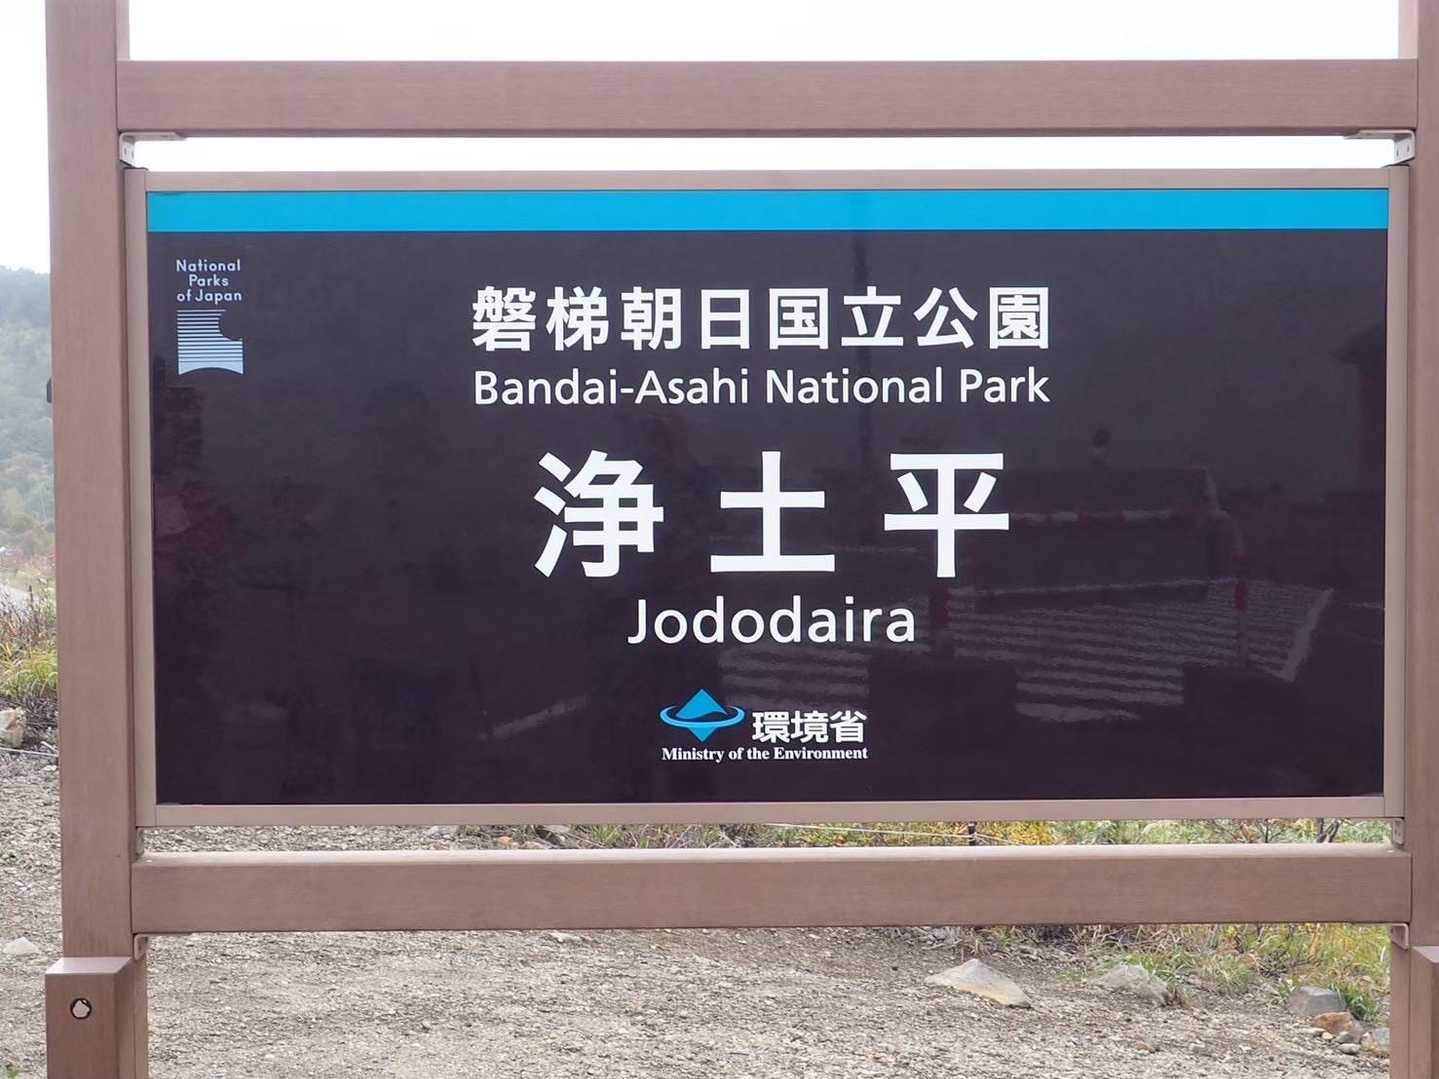 National
Parks
of Japan
磐梯朝日国立公園
Bandai-Asahi National Park
浄土平
Jododaira
環境省
Ministry of the Environment